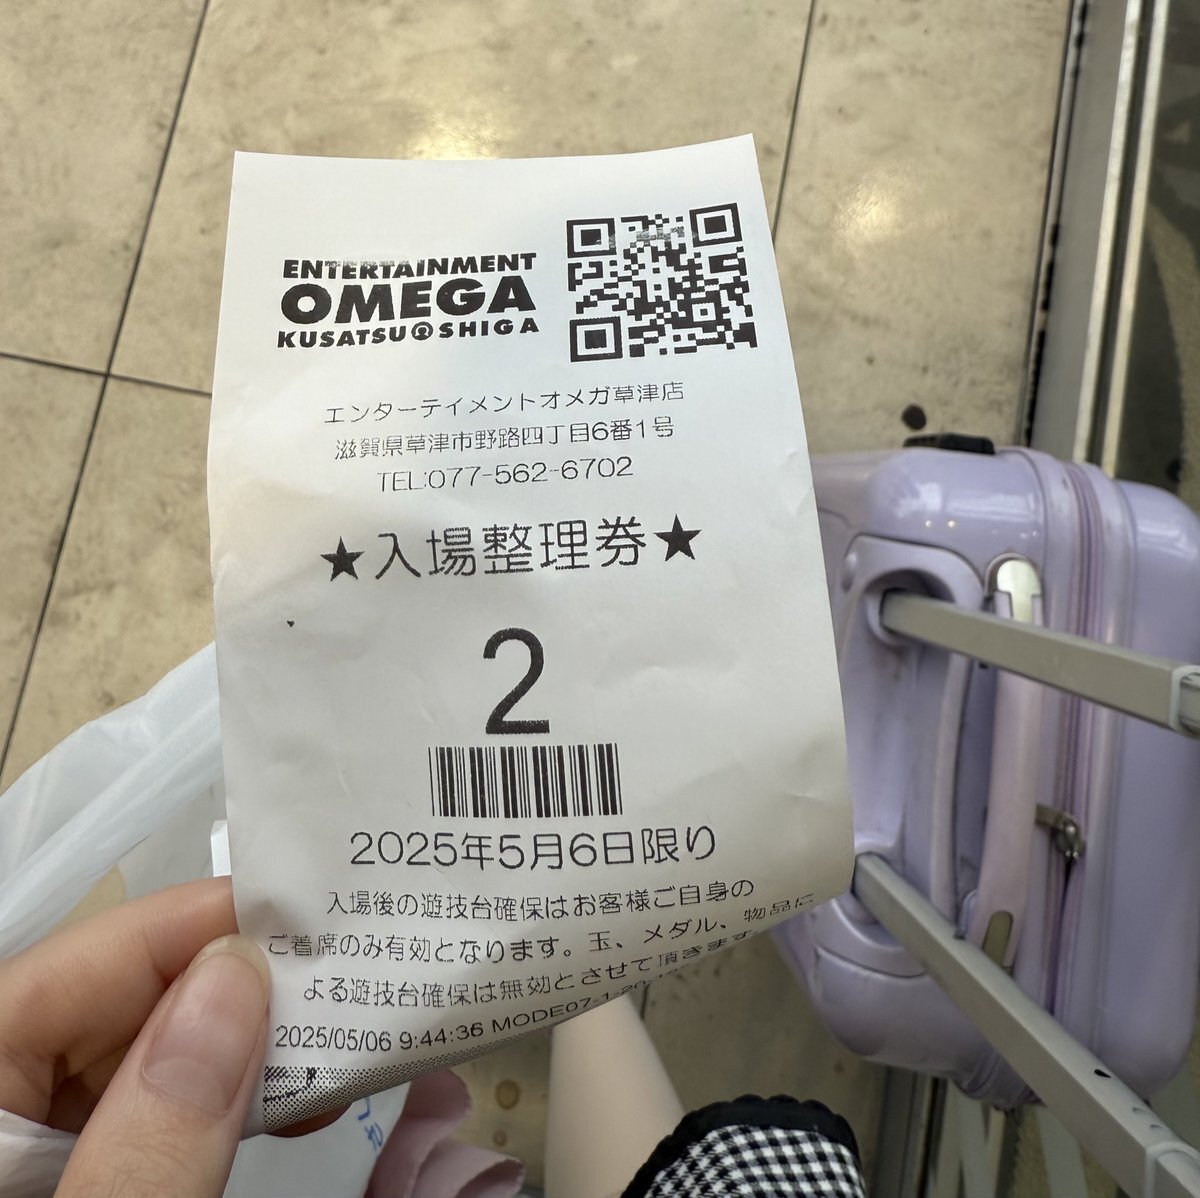 ENTERTAINMENT
OMEGA
KUSATSU@SHIGA
エンターテイメントオメガ草津店
滋賀県草津市野路四丁目6番1号
TEL:077-562-6702
★入場整理券★
2
2025年5月6日限り
入場後の遊技台確保はお客様ご自身の
ご着席のみ有効となります。玉、メダル、物品に
よる遊技台確保は無効とさせて頂きます。
2025/05/06 9:44:36 MODE07-1-20